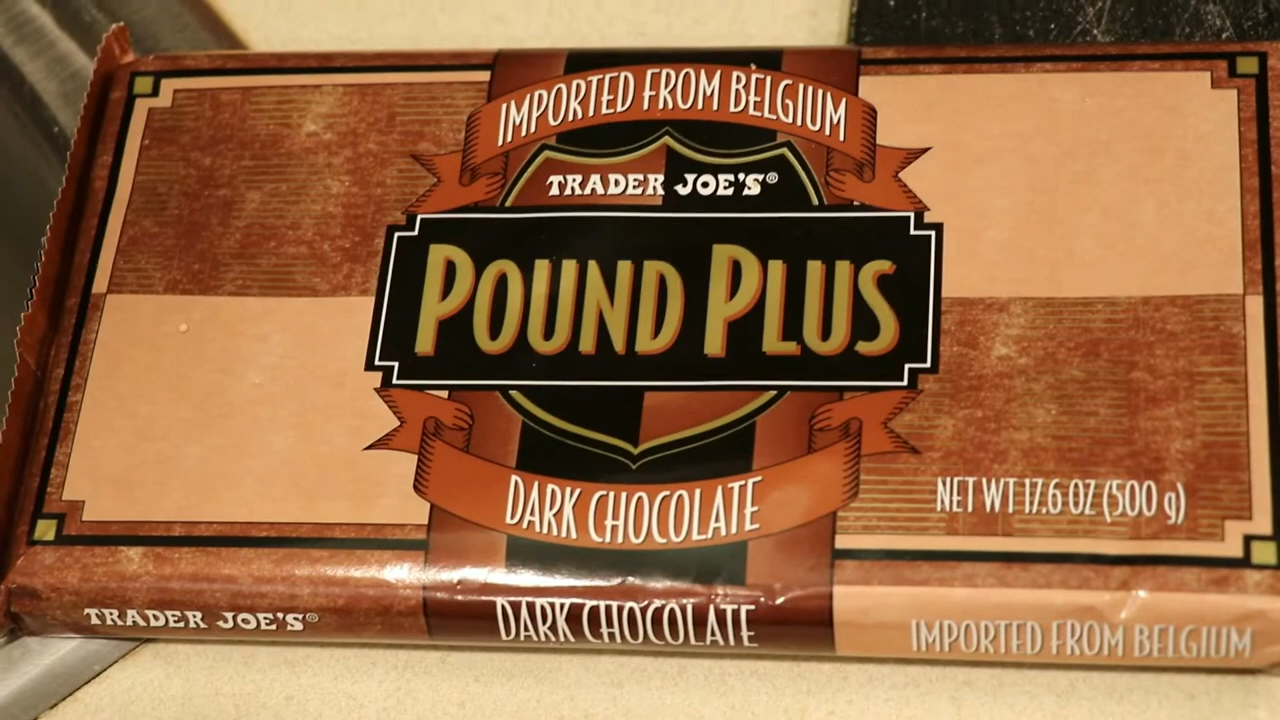 IMPORTED FROM BELGIUM
TRADER JOE'S®
POUND PLUS
DARK CHOCOLATE
NET WT 17.6 OZ (500 g)
TRADER JOE'S®
DARK CHOCOLATE
IMPORTED FROM BELGIUM